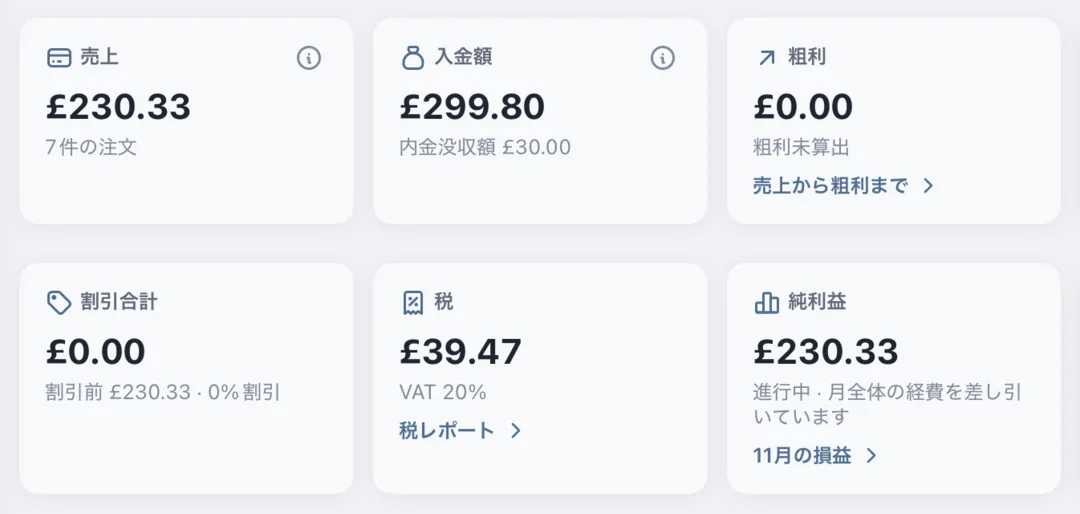 売上
£230.33
7件の注文
入金額
£299.80
内金没収額 £30.00
粗利
£0.00
粗利未算出
売上から粗利まで
割引合計
£0.00
割引前 £230.33 · 0%割引
税
£39.47
VAT 20%
税レポート
純利益
£230.33
進行中 · 月全体の経費を差し引
いています
11月の損益